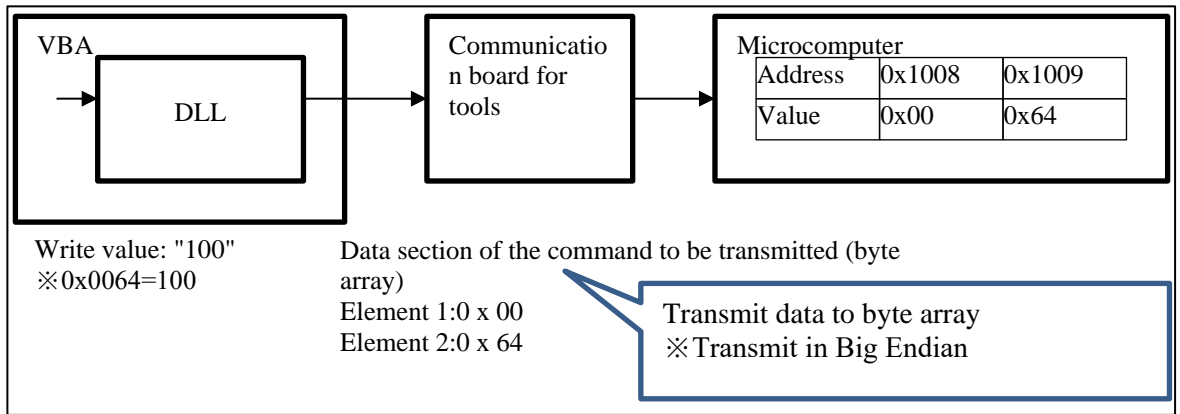 VBA
DLL
Communicatio
n board for
tools
Microcomputer
Address 0x1008 0x1009
Value 0x00 0x64
Write value: "100"
※0x0064=100
Data section of the command to be transmitted (byte
array)
Element 1:0 x 00
Element 2:0 x 64
Transmit data to byte array
※Transmit in Big Endian